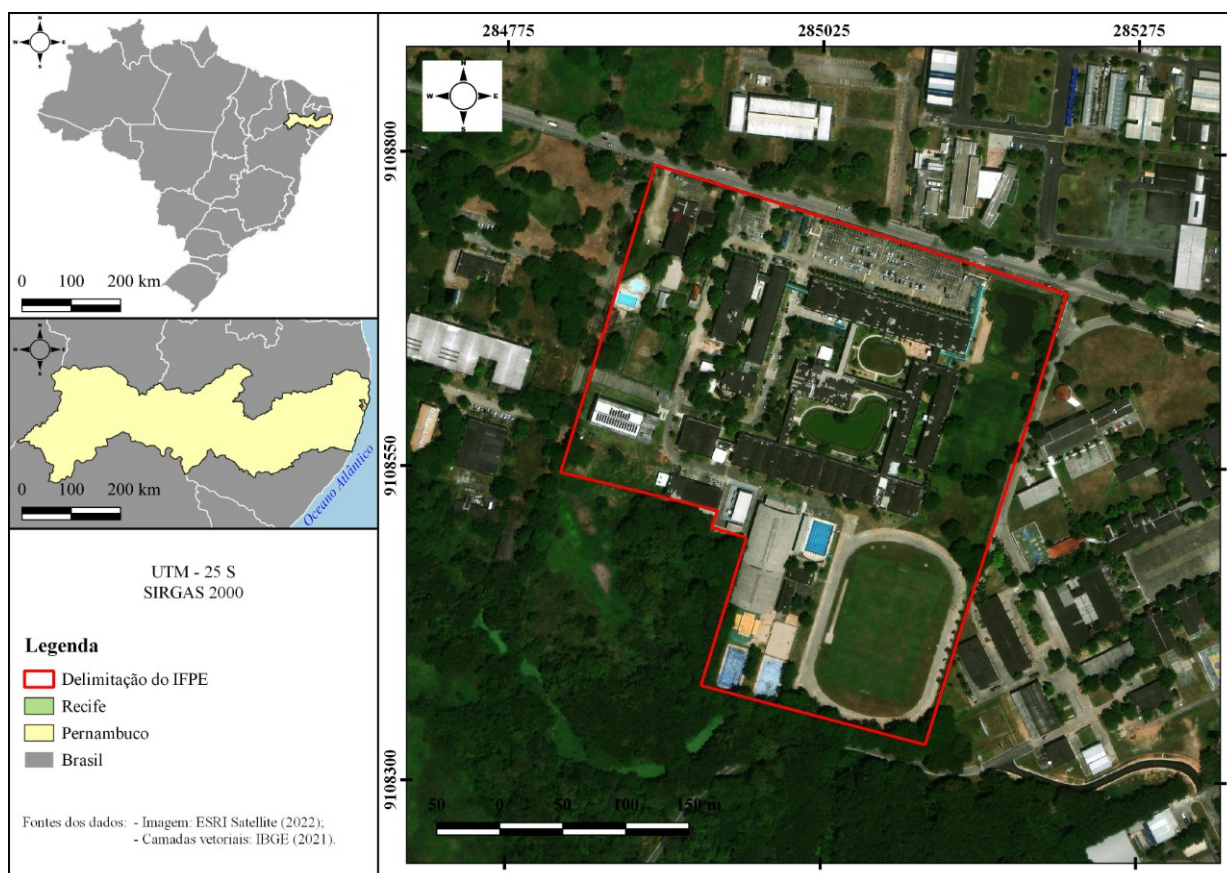 N
W E
S
0 100 200 km
N
W E
S
Oceano Atlântico
0 100 200 km
UTM - 25 S
SIRGAS 2000
Legenda
Delimitação do IFPE
Recife
Pernambuco
Brasil
Fontes dos dados: - Imagem: ESRI Satellite (2022);
- Camadas vetoriais: IBGE (2021).
284775 285025 285275
N
W E
S
9108800
9108550
9108300
50 0 50 100 150 m